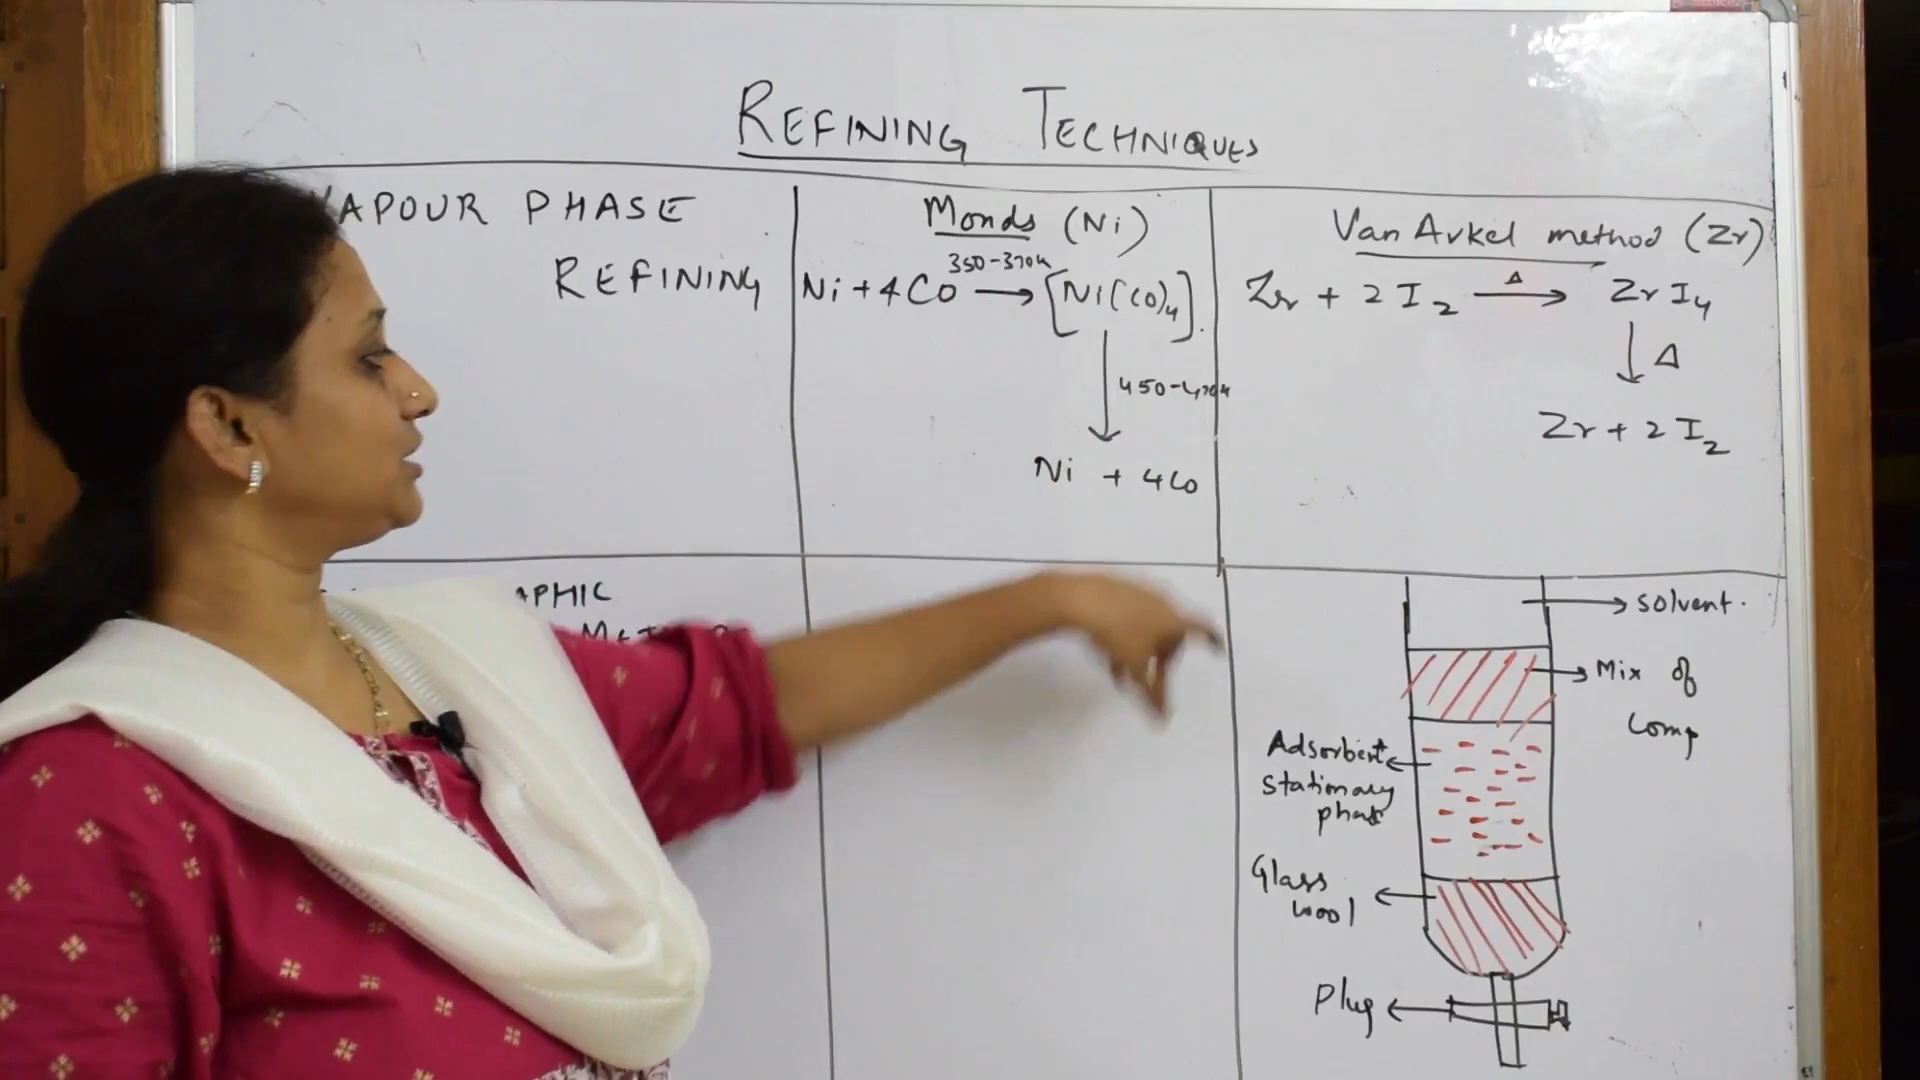 REFINING TECHNIQUES
VAPOUR PHASE
REFINING
Monds (Ni)
Ni + 4CO 350-370K → [Ni(CO)4]
↓ 450-470K
Ni + 4CO
Van Arkel method (Zr)
Zr + 2I2 Δ → ZrI4
↓ Δ
Zr + 2I2
APHIC
solvent.
Mix of
Comp
Adsorbent
stationary
phase
Glass
wool
Plug